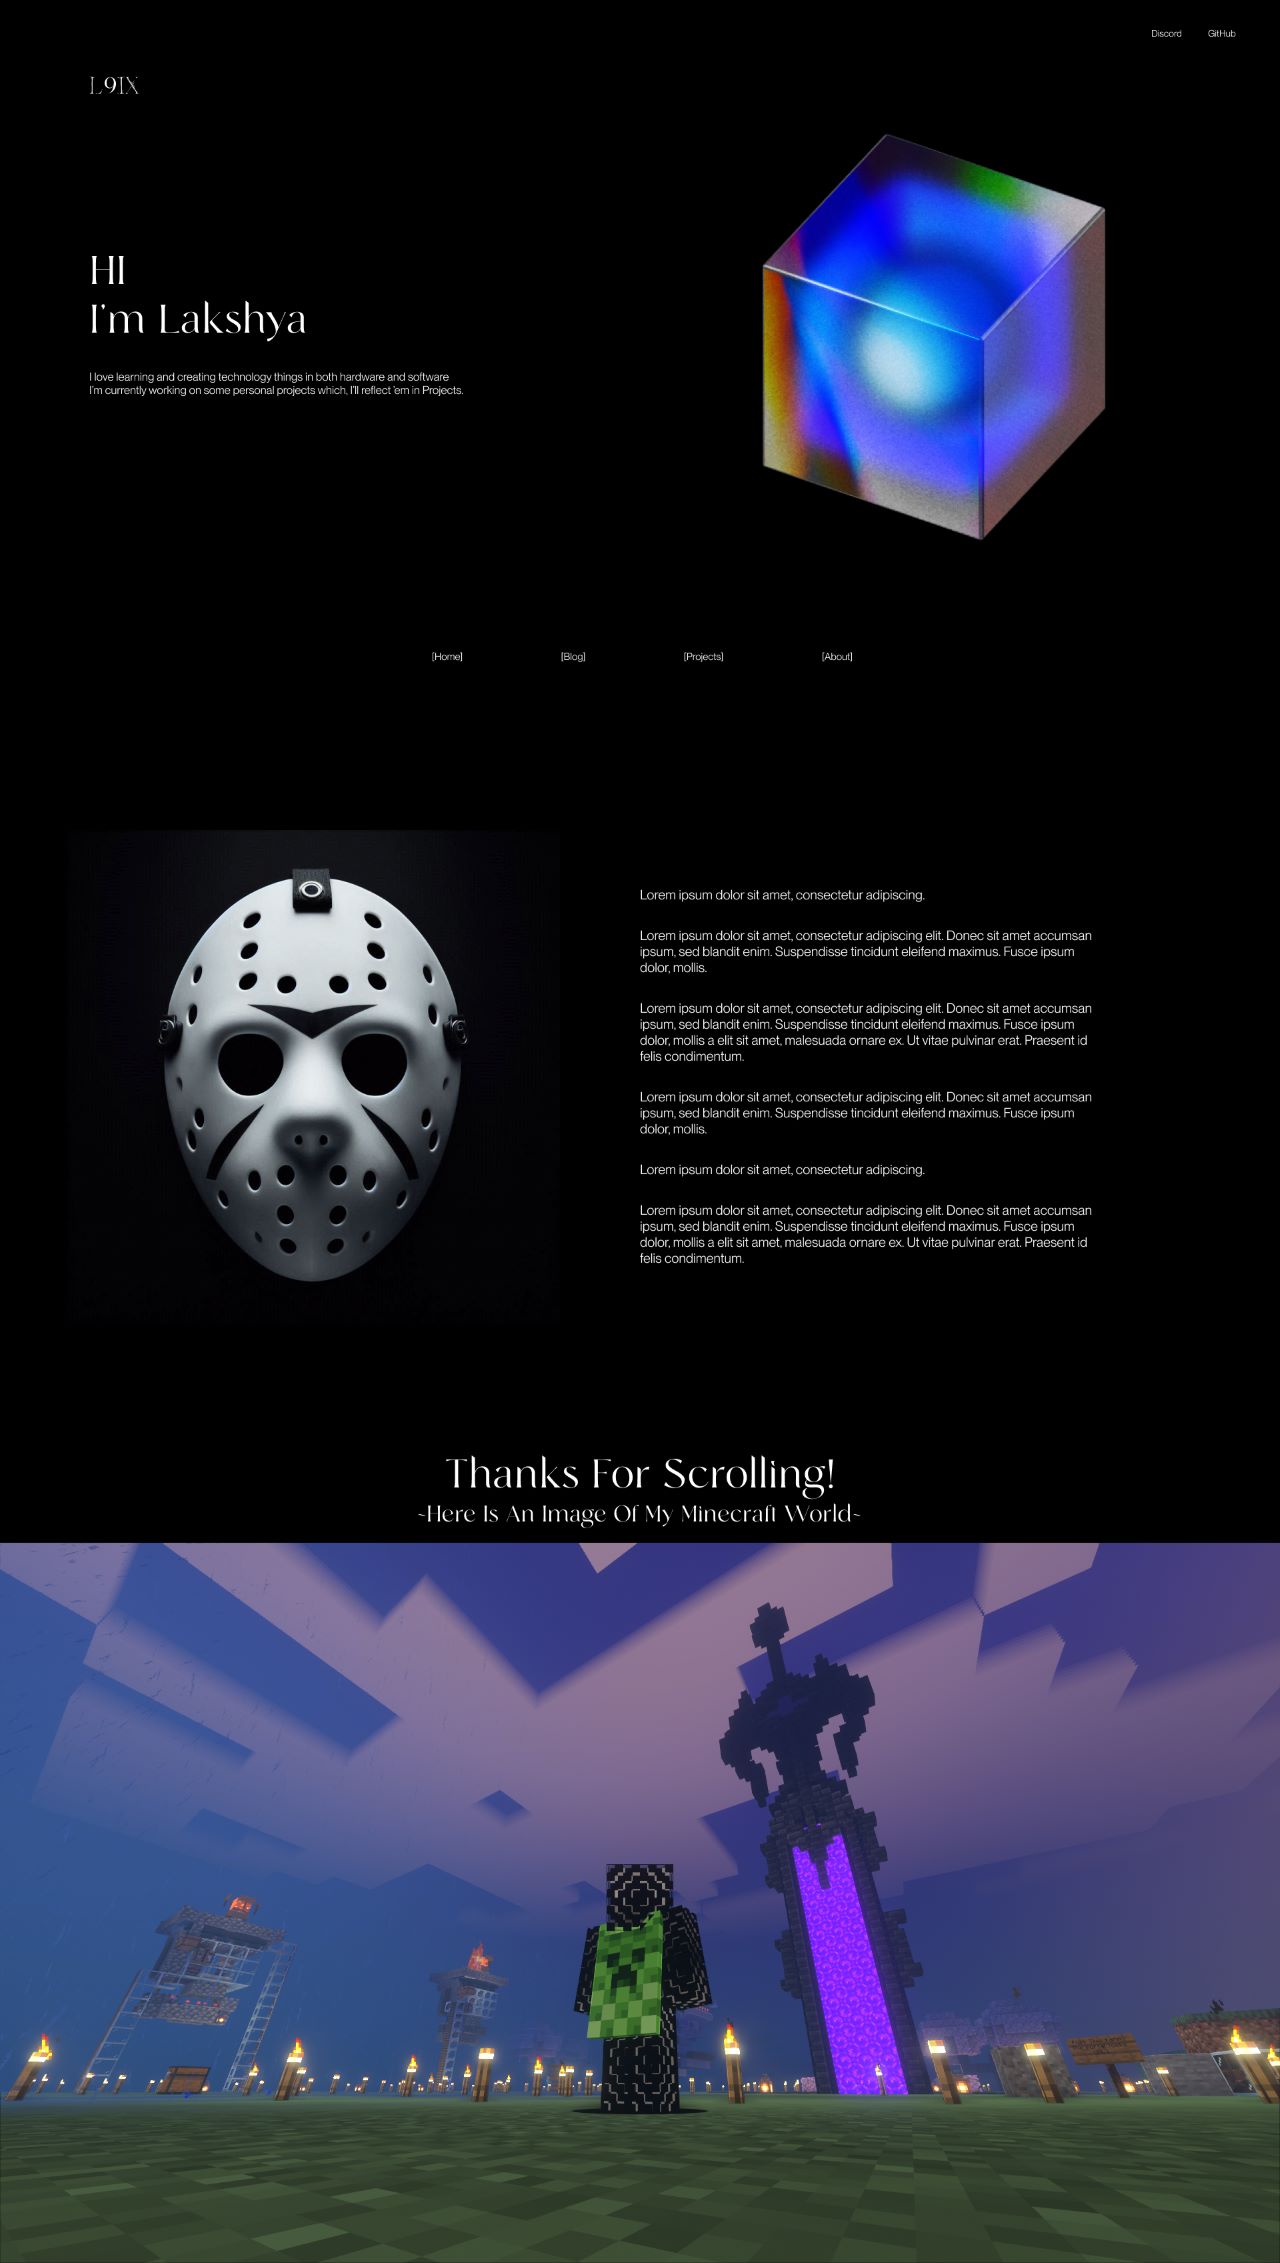 Discord GitHub
L9IX
HI
I'm Lakshya
I love learning and creating technology things in both hardware and software
I'm currently working on some personal projects which, I'll reflect 'em in Projects.
[Home] [Blog] [Projects] [About]
Lorem ipsum dolor sit amet, consectetur adipiscing.
Lorem ipsum dolor sit amet, consectetur adipiscing elit. Donec sit amet accumsan
ipsum, sed blandit enim. Suspendisse tincidunt eleifend maximus. Fusce ipsum
dolor, mollis.
Lorem ipsum dolor sit amet, consectetur adipiscing elit. Donec sit amet accumsan
ipsum, sed blandit enim. Suspendisse tincidunt eleifend maximus. Fusce ipsum
dolor, mollis a elit sit amet, malesuada ornare ex. Ut vitae pulvinar erat. Praesent id
felis condimentum.
Lorem ipsum dolor sit amet, consectetur adipiscing elit. Donec sit amet accumsan
ipsum, sed blandit enim. Suspendisse tincidunt eleifend maximus. Fusce ipsum
dolor, mollis.
Lorem ipsum dolor sit amet, consectetur adipiscing.
Lorem ipsum dolor sit amet, consectetur adipiscing elit. Donec sit amet accumsan
ipsum, sed blandit enim. Suspendisse tincidunt eleifend maximus. Fusce ipsum
dolor, mollis a elit sit amet, malesuada ornare ex. Ut vitae pulvinar erat. Praesent id
felis condimentum.
Thanks For Scrolling!
~Here Is An Image Of My Minecraft World~